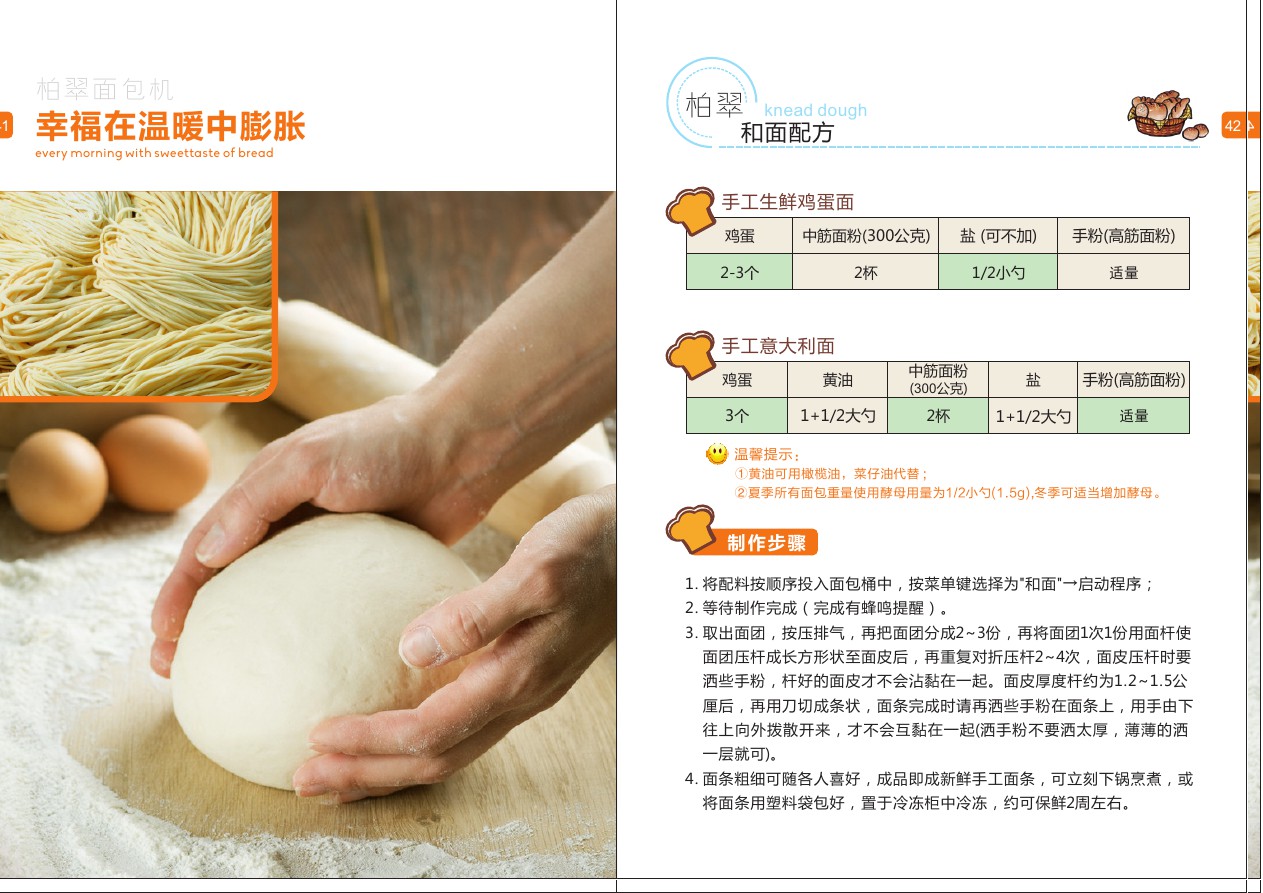 柏翠面包机
幸福在温暖中膨胀
every morning with sweettaste of bread
柏翠
knead dough
和面配方
42
手工生鲜鸡蛋面
鸡蛋 中筋面粉(300公克) 盐 (可不加) 手粉(高筋面粉)
2-3个 2杯 1/2小勺 适量
手工意大利面
鸡蛋 黄油 中筋面粉 (300公克) 盐 手粉(高筋面粉)
3个 1+1/2大勺 2杯 1+1/2大勺 适量
温馨提示：
①黄油可用橄榄油，菜仔油代替；
②夏季所有面包重量使用酵母用量为1/2小勺(1.5g),冬季可适当增加酵母。
制作步骤
1. 将配料按顺序投入面包桶中，按菜单键选择为"和面"→启动程序；
2. 等待制作完成（完成有蜂鸣提醒）。
3. 取出面团，按压排气，再把面团分成2~3份，再将面团1次1份用面杆使
面团压杆成长方形状至面皮后，再重复对折压杆2~4次，面皮压杆时要
洒些手粉，杆好的面皮才不会沾黏在一起。面皮厚度杆约为1.2~1.5公
厘后，再用刀切成条状，面条完成时请再洒些手粉在面条上，用手由下
往上向外拨散开来，才不会互黏在一起(洒手粉不要洒太厚，薄薄的洒
一层就可)。
4. 面条粗细可随各人喜好，成品即成新鲜手工面条，可立刻下锅烹煮，或
将面条用塑料袋包好，置于冷冻柜中冷冻，约可保鲜2周左右。